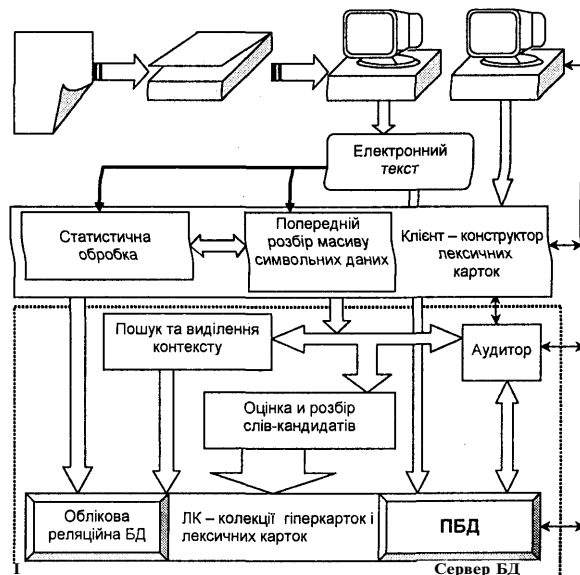 Електронний
текст
Статистична
обробка
Попередній
розбір масиву
символьних даних
Клієнт – конструктор
лексичних
карток
Пошук та виділення
контексту
Аудитор
Оцінка и розбір
слів-кандидатів
Облікова
реляційна БД
ЛК – колекції гіперкарток і
лексичних карток
ПБД
І
Сервер БД